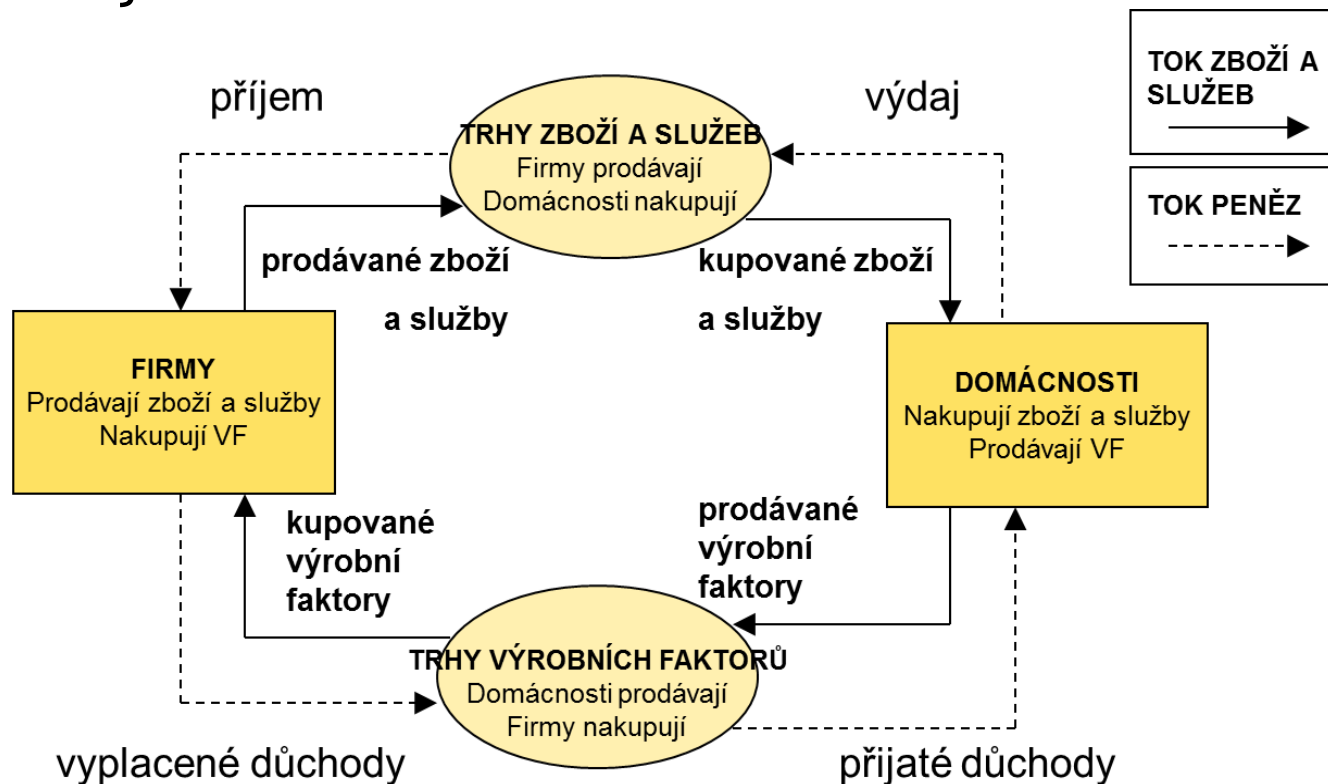 příjem
TRHY ZBOŽÍ A SLUŽEB
Firmy prodávají
Domácnosti nakupují
výdaj
TOK ZBOŽÍ A
SLUŽEB
TOK PENĚZ
prodávané zboží
a služby
kupované zboží
a služby
FIRMY
Prodávají zboží a služby
Nakupují VF
DOMÁCNOSTI
Nakupují zboží a služby
Prodávají VF
kupované
výrobní
faktory
prodávané
výrobní
faktory
TRHY VÝROBNÍCH FAKTORŮ
Domácnosti prodávají
Firmy nakupují
vyplacené důchody
přijaté důchody